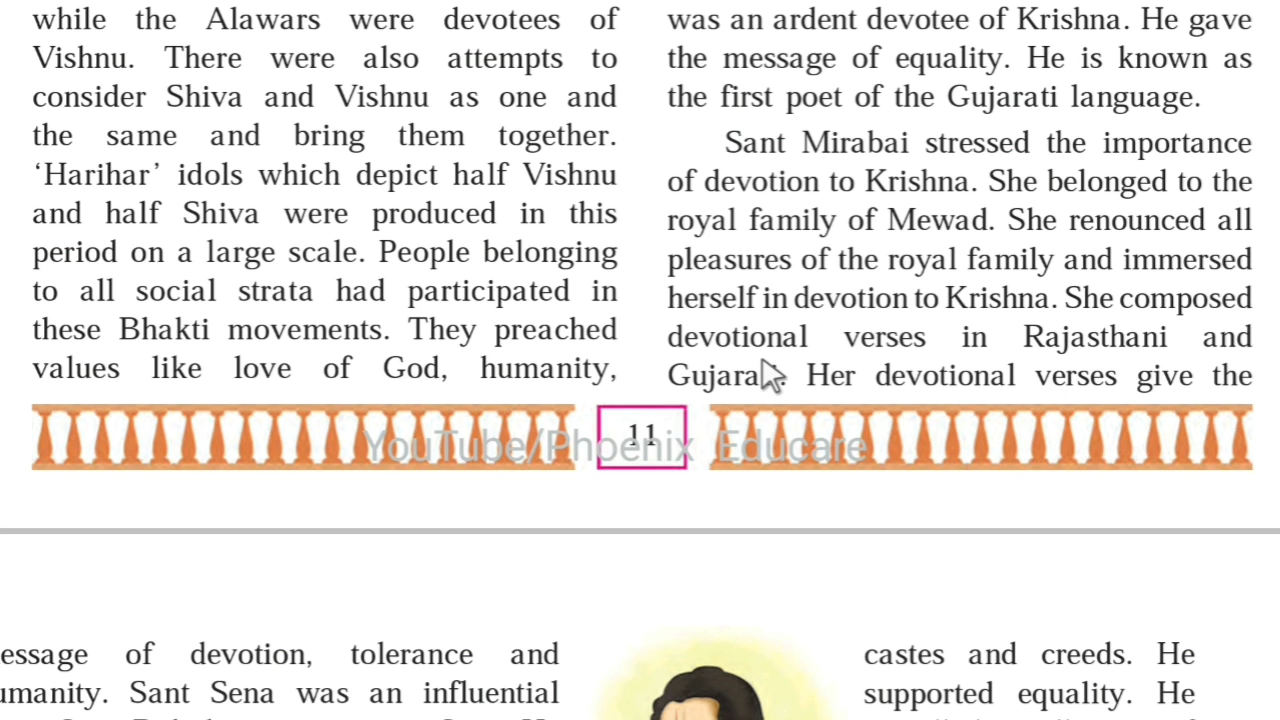 while the Alawars were devotees of
Vishnu. There were also attempts to
consider Shiva and Vishnu as one and
the same and bring them together.
‘Harihar’ idols which depict half Vishnu
and half Shiva were produced in this
period on a large scale. People belonging
to all social strata had participated in
these Bhakti movements. They preached
values like love of God, humanity,
was an ardent devotee of Krishna. He gave
the message of equality. He is known as
the first poet of the Gujarati language.
Sant Mirabai stressed the importance
of devotion to Krishna. She belonged to the
royal family of Mewad. She renounced all
pleasures of the royal family and immersed
herself in devotion to Krishna. She composed
devotional verses in Rajasthani and
Her devotional verses give the
11
YouTube/Phoenix Educare
essage of devotion, tolerance and
umanity. Sant Sena was an influential
castes and creeds. He
supported equality. He